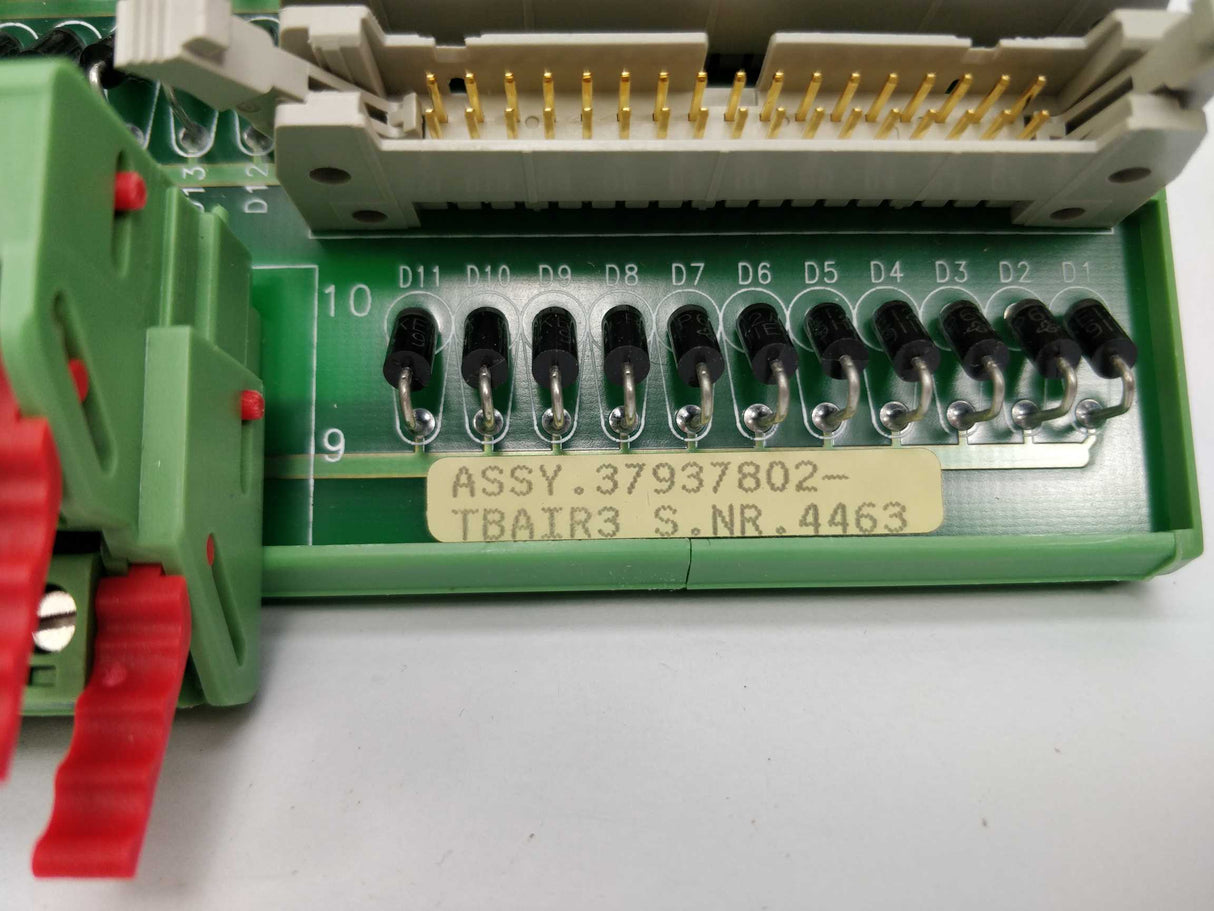 D13
D12
D11 D10 D9 D8 D7 D6 D5 D4 D3 D2 D1
10
9
ASSY.37937802-
TBAIR3 S.NR.4463